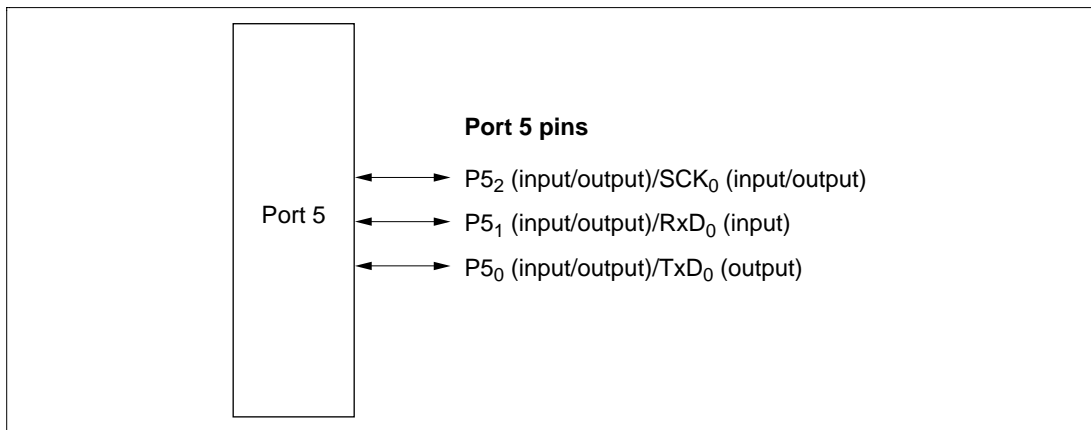 Port 5 pins
P5₂ (input/output)/SCK₀ (input/output)
Port 5
P5₁ (input/output)/RxD₀ (input)
P5₀ (input/output)/TxD₀ (output)